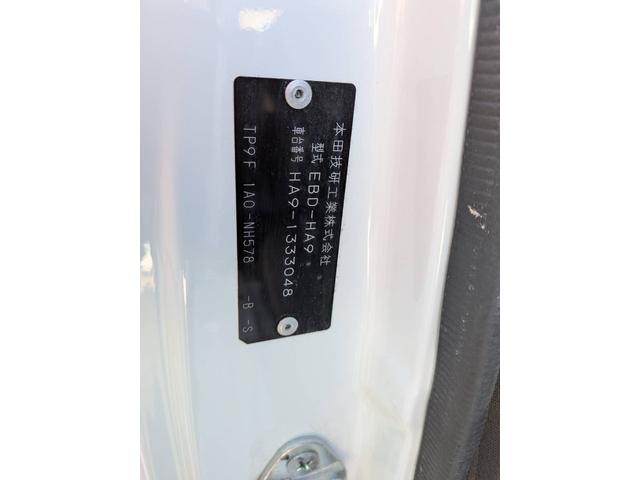 本田技研工業株式会社
型式 EBD-HA9 *
車台番号 HA9-1333048 *
TP9F 1A0-NH578 -B -S